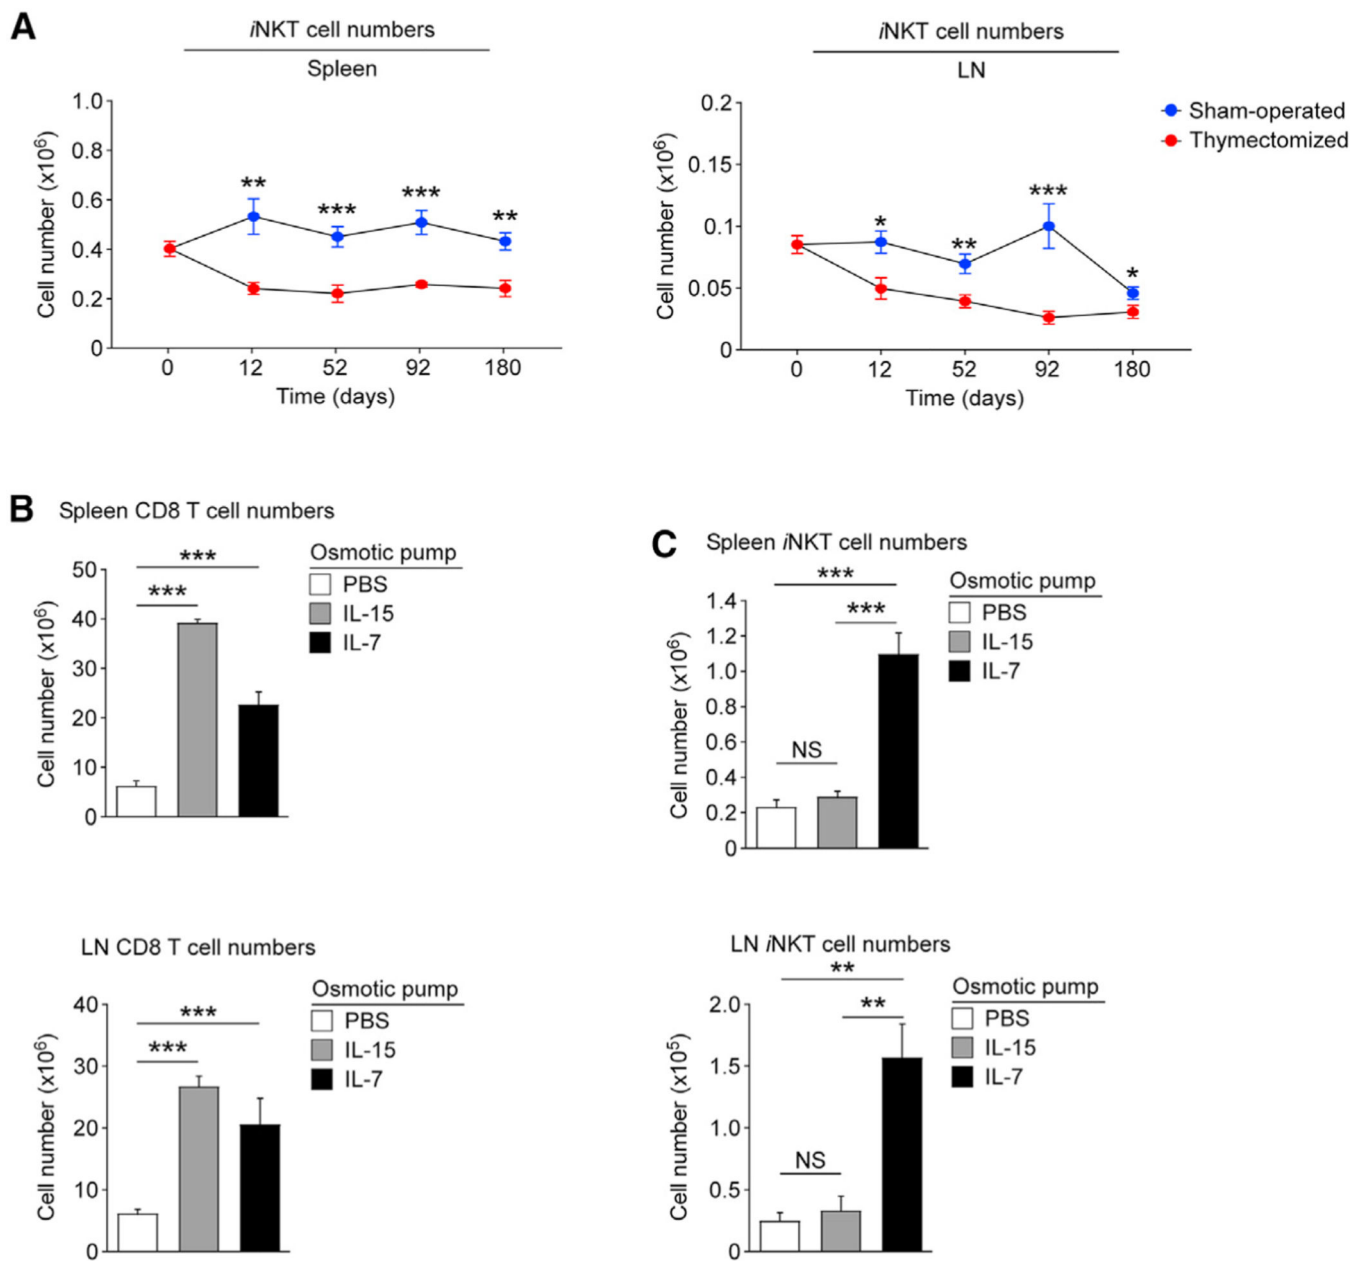 A
iNKT cell numbers
Spleen
1.0
0.8
0.6
0.4
0.2
0
Cell number (x10⁶)
**
***
***
**
0 12 52 92 180
Time (days)
iNKT cell numbers
LN
0.2
0.15
0.1
0.05
0
Cell number (x10⁶)
*
**
***
*
0 12 52 92 180
Time (days)
Sham-operated
Thymectomized
B
Spleen CD8 T cell numbers
50
40
30
20
10
0
Cell number (x10⁶)
***
***
Osmotic pump
PBS
IL-15
IL-7
C
Spleen iNKT cell numbers
1.4
1.2
1.0
0.8
0.6
0.4
0.2
0
Cell number (x10⁶)
***
***
NS
Osmotic pump
PBS
IL-15
IL-7
LN CD8 T cell numbers
40
30
20
10
0
Cell number (x10⁶)
***
***
Osmotic pump
PBS
IL-15
IL-7
LN iNKT cell numbers
2.0
1.5
1.0
0.5
0
Cell number (x10⁵)
**
**
NS
Osmotic pump
PBS
IL-15
IL-7